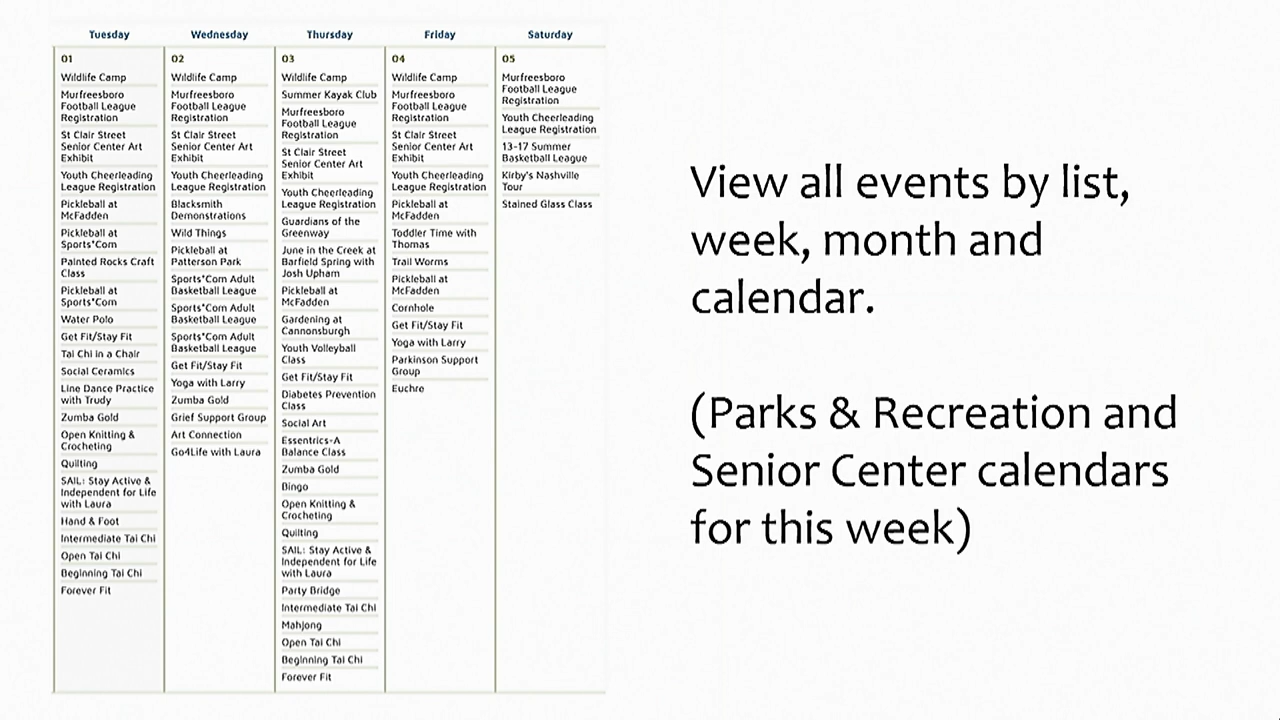 Tuesday
Wednesday
Thursday
Friday
Saturday
01
Wildlife Camp
Murfreesboro
Football League
Registration
St Clair Street
Senior Center Art
Exhibit
Youth Cheerleading
League Registration
Pickleball at
McFadden
Pickleball at
Sports*Com
Painted Rocks Craft
Class
Pickleball at
Sports*Com
Water Polo
Get Fit/Stay Fit
Tai Chi in a Chair
Social Ceramics
Line Dance Practice
with Trudy
Zumba Gold
Open Knitting &
Crocheting
Quilting
SAIL: Stay Active &
Independent for Life
with Laura
Hand & Foot
Intermediate Tai Chi
Open Tai Chi
Beginning Tai Chi
Forever Fit
02
Wildlife Camp
Murfreesboro
Football League
Registration
St Clair Street
Senior Center Art
Exhibit
Youth Cheerleading
League Registration
Blacksmith
Demonstrations
Wild Things
Pickleball at
Patterson Park
Sports*Com Adult
Basketball League
Sports*Com Adult
Basketball League
Sports*Com Adult
Basketball League
Get Fit/Stay Fit
Yoga with Larry
Zumba Gold
Grief Support Group
Art Connection
Go4Life with Laura
03
Wildlife Camp
Summer Kayak Club
Murfreesboro
Football League
Registration
St Clair Street
Senior Center Art
Exhibit
Youth Cheerleading
League Registration
Guardians of the
Greenway
June in the Creek at
Barfield Spring with
Josh Upham
Pickleball at
McFadden
Gardening at
Cannonsburgh
Youth Volleyball
Class
Get Fit/Stay Fit
Diabetes Prevention
Class
Social Art
Essentrics-A
Balance Class
Zumba Gold
Bingo
Open Knitting &
Crocheting
Quilting
SAIL: Stay Active &
Independent for Life
with Laura
Party Bridge
Intermediate Tai Chi
Mahjong
Open Tai Chi
Beginning Tai Chi
Forever Fit
04
Wildlife Camp
Murfreesboro
Football League
Registration
St Clair Street
Senior Center Art
Exhibit
Youth Cheerleading
League Registration
Pickleball at
McFadden
Toddler Time with
Thomas
Trail Worms
Pickleball at
McFadden
Cornhole
Get Fit/Stay Fit
Yoga with Larry
Parkinson Support
Group
Euchre
05
Murfreesboro
Football League
Registration
Youth Cheerleading
League Registration
13-17 Summer
Basketball League
Kirby's Nashville
Tour
Stained Glass Class
View all events by list,
week, month and
calendar.
(Parks & Recreation and
Senior Center calendars
for this week)